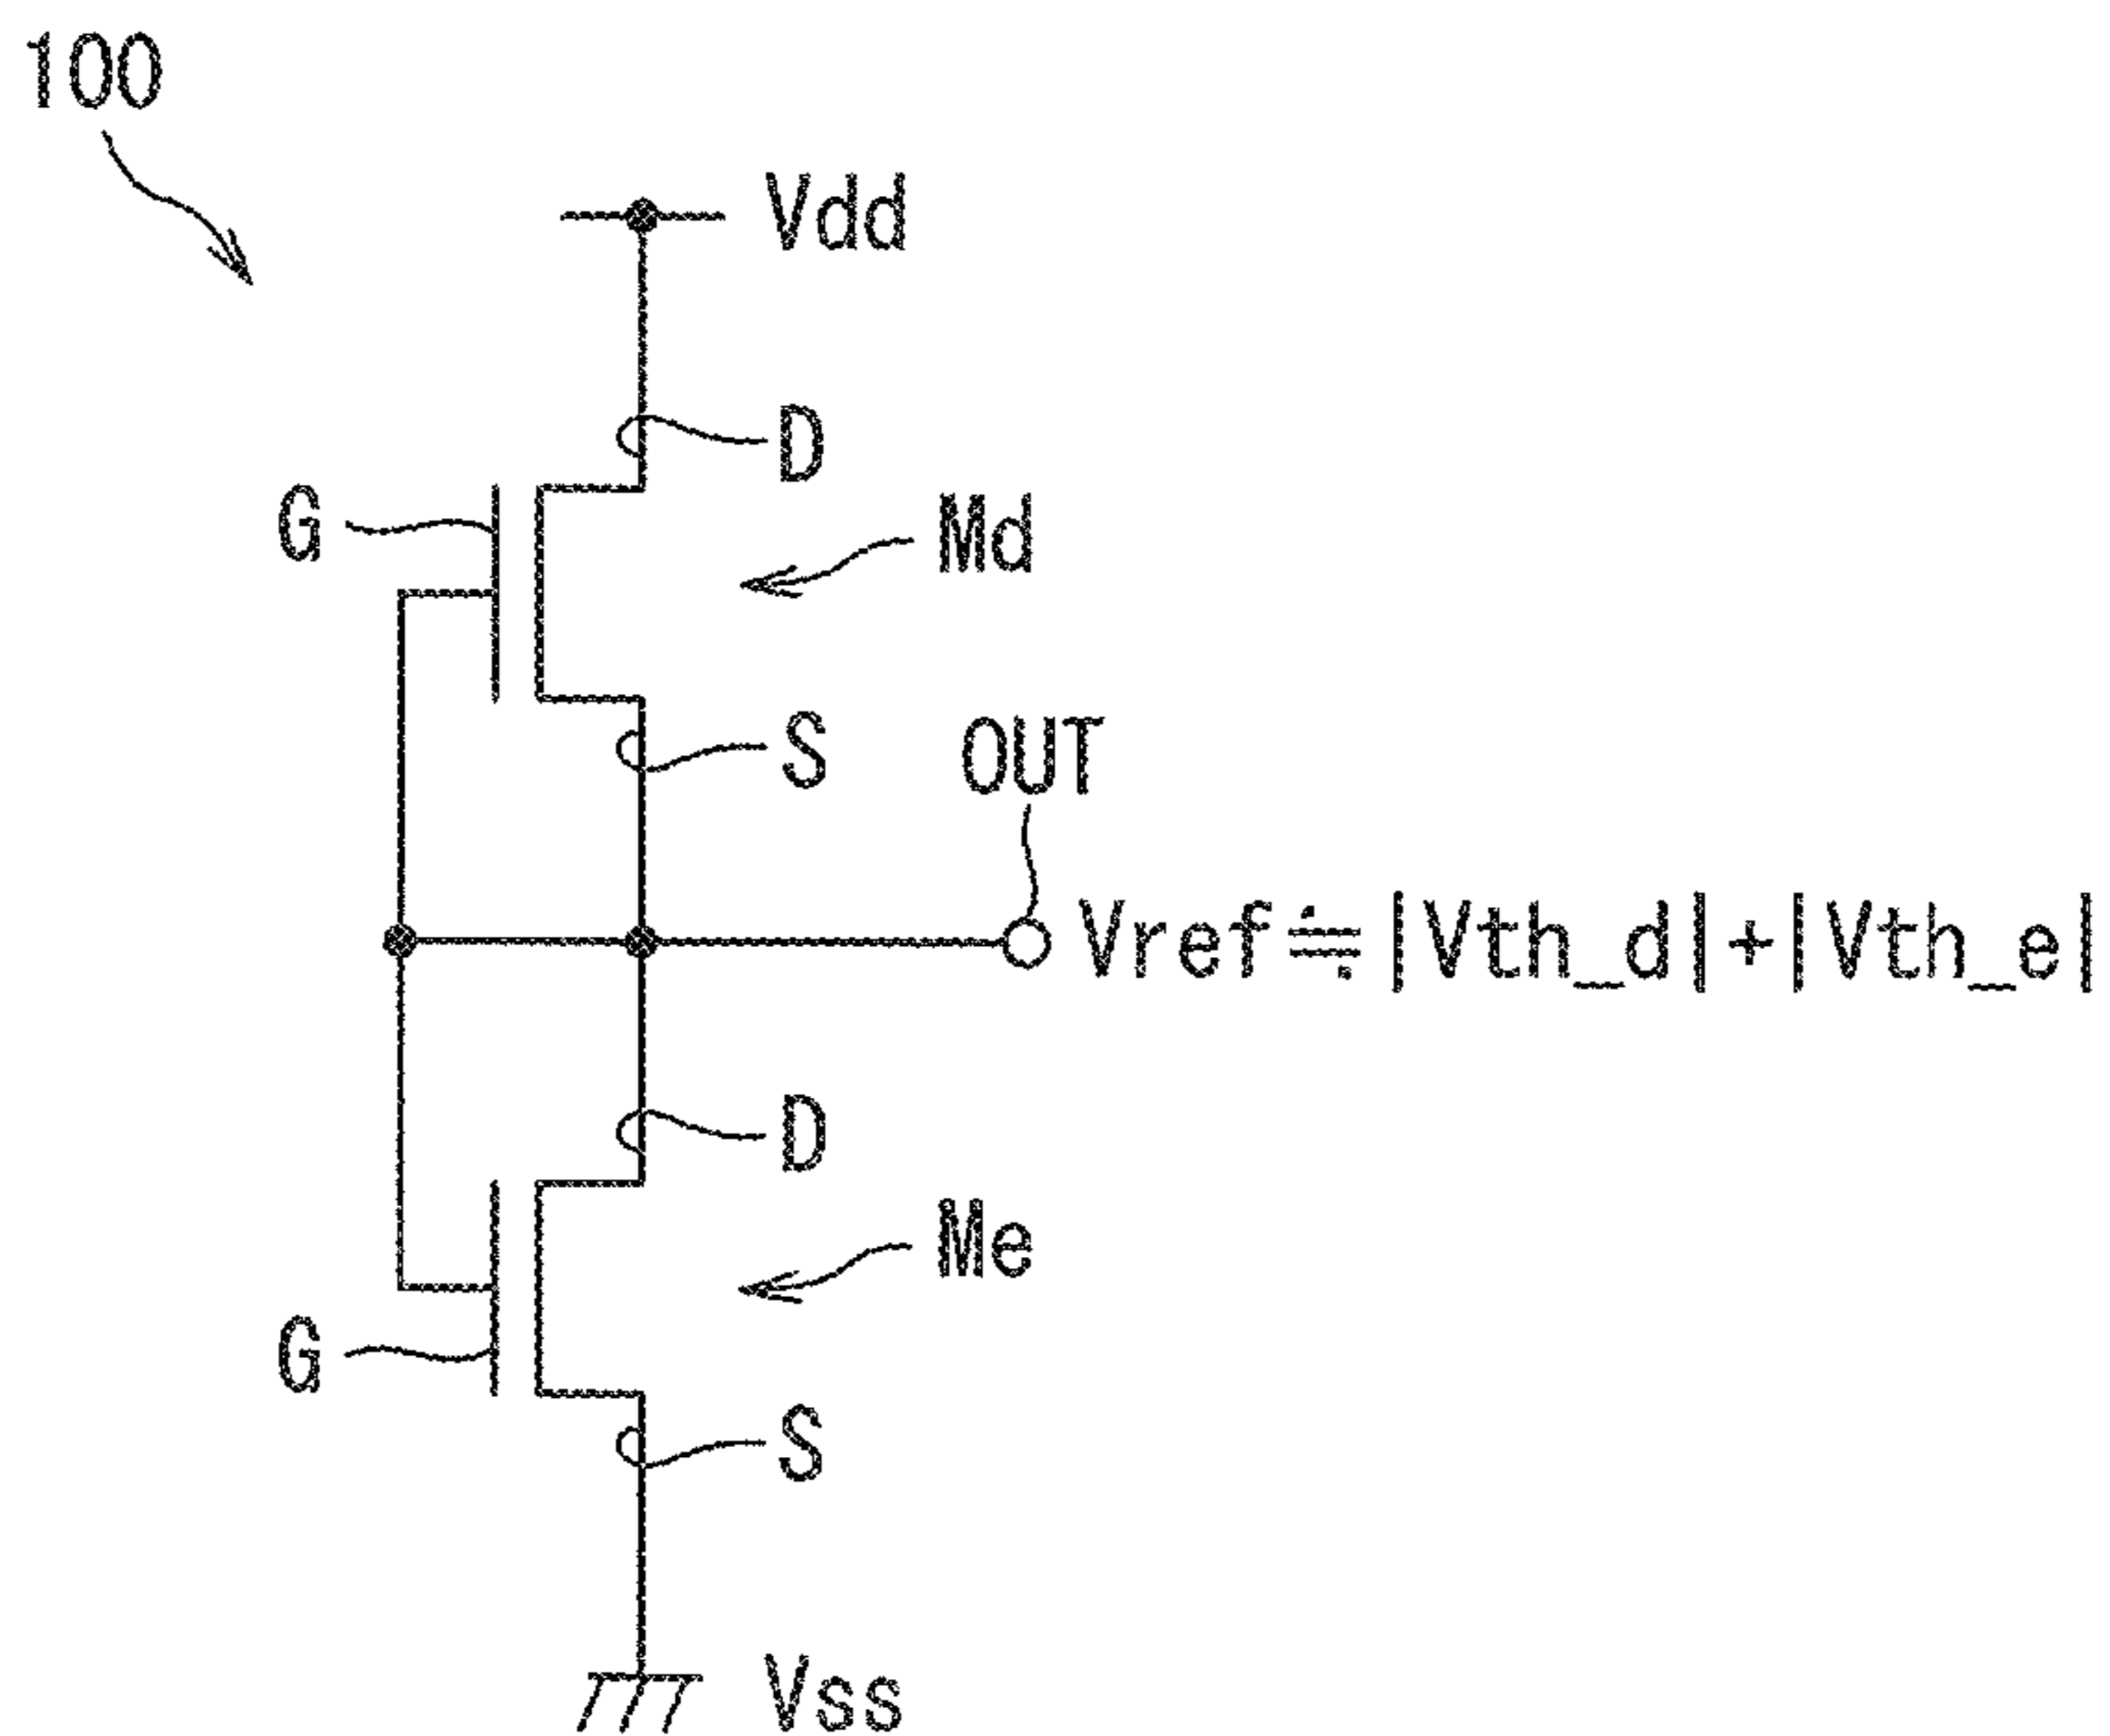 100
Vdd
D
G
Md
S
OUT
Vref≒|Vth_d|+|Vth_e|
D
Me
G
S
Vss